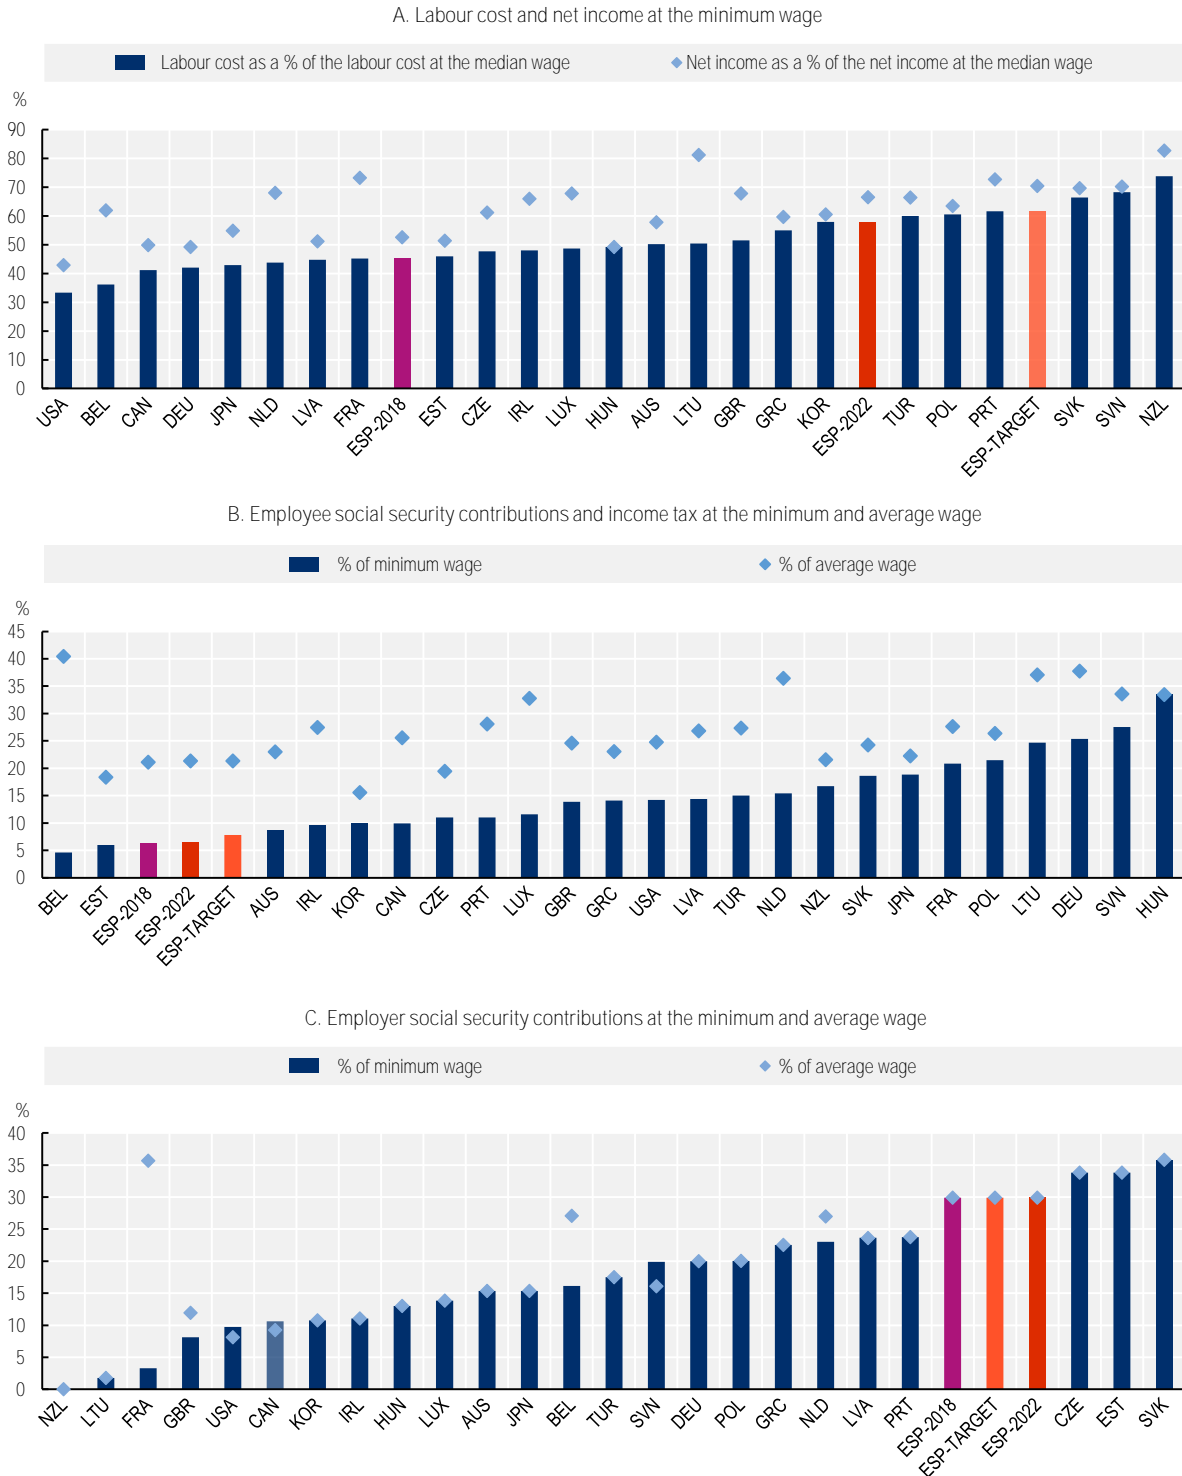 A. Labour cost and net income at the minimum wage
Labour cost as a % of the labour cost at the median wage
Net income as a % of the net income at the median wage
%
90
80
70
60
50
40
30
20
10
0
USA BEL CAN DEU JPN NLD LVA FRA ESP-2018 EST CZE IRL LUX HUN AUS LTU GBR GRC KOR ESP-2022 TUR POL PRT ESP-TARGET SVK SVN NZL
B. Employee social security contributions and income tax at the minimum and average wage
% of minimum wage
% of average wage
%
45
40
35
30
25
20
15
10
5
0
BEL EST ESP-2018 ESP-2022 ESP-TARGET AUS IRL KOR CAN CZE PRT LUX GBR GRC USA LVA TUR NLD NZL SVK JPN FRA POL LTU DEU SVN HUN
C. Employer social security contributions at the minimum and average wage
% of minimum wage
% of average wage
%
40
35
30
25
20
15
10
5
0
NZL LTU FRA GBR USA CAN KOR IRL HUN LUX AUS JPN BEL TUR SVN DEU POL GRC NLD LVA PRT ESP-2018 ESP-TARGET ESP-2022 CZE EST SVK